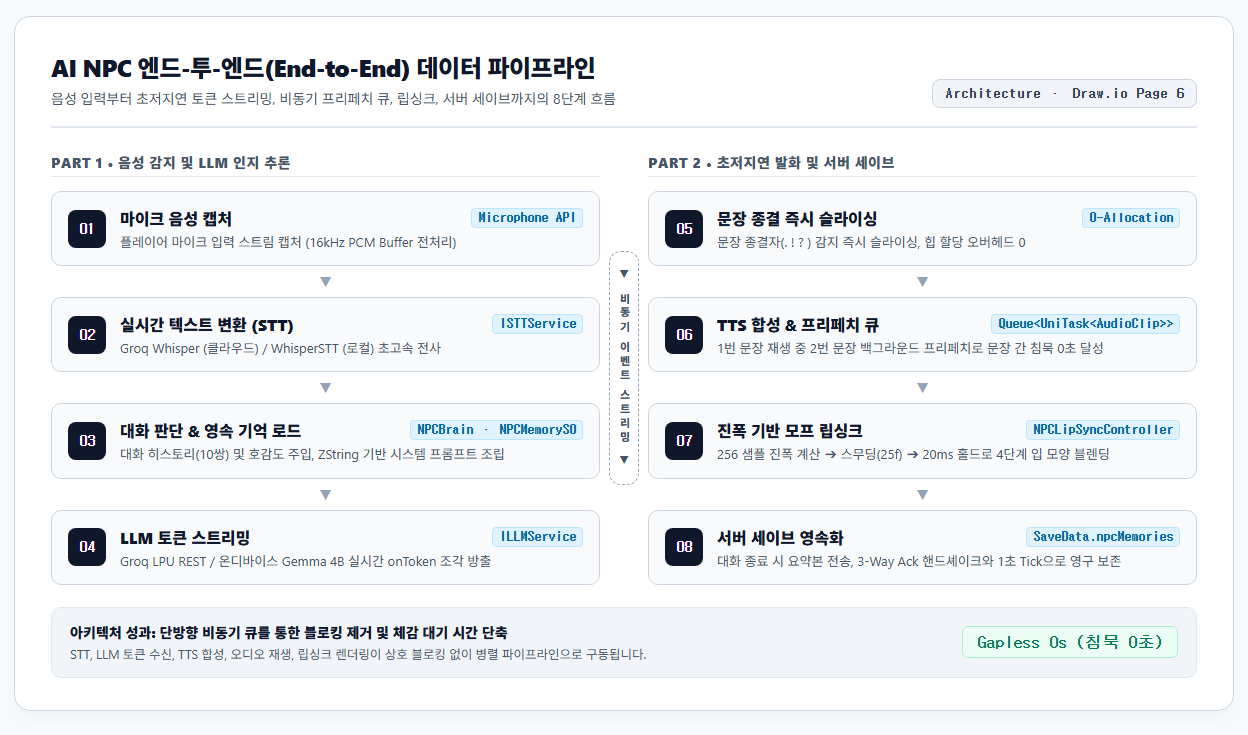 AI NPC 엔드-투-엔드(End-to-End) 데이터 파이프라인
음성 입력부터 초저지연 토큰 스트리밍, 비동기 프리페치 큐, 립싱크, 서버 세이브까지의 8단계 흐름
Architecture · Draw.io Page 6
PART 1 • 음성 감지 및 LLM 인지 추론
01
마이크 음성 캡처
Microphone API
플레이어 마이크 입력 스트림 캡처 (16kHz PCM Buffer 전처리)
▼
02
실시간 텍스트 변환 (STT)
ISTTService
Groq Whisper (클라우드) / WhisperSTT (로컬) 초고속 전사
▼
03
대화 판단 & 영속 기억 로드
NPCBrain · NPCMemorySO
대화 히스토리(10쌍) 및 호감도 주입, ZString 기반 시스템 프롬프트 조립
▼
04
LLM 토큰 스트리밍
ILLMService
Groq LPU REST / 온디바이스 Gemma 4B 실시간 onToken 조각 방출
▼ 비동기 이벤트 스트리밍 ▼
PART 2 • 초저지연 발화 및 서버 세이브
05
문장 종결 즉시 슬라이싱
0-Allocation
문장 종결자(. ! ? ) 감지 즉시 슬라이싱, 힙 할당 오버헤드 0
▼
06
TTS 합성 & 프리페치 큐
Queue<UniTask<AudioClip>>
1번 문장 재생 중 2번 문장 백그라운드 프리페치로 문장 간 침묵 0초 달성
▼
07
진폭 기반 모프 립싱크
NPCLipSyncController
256 샘플 진폭 계산 ➔ 스무딩(25f) ➔ 20ms 홀드로 4단계 입 모양 블렌딩
▼
08
서버 세이브 영속화
SaveData.npcMemories
대화 종료 시 요약본 전송, 3-Way Ack 핸드셰이크와 1초 Tick으로 영구 보존
아키텍처 성과: 단방향 비동기 큐를 통한 블로킹 제거 및 체감 대기 시간 단축
STT, LLM 토큰 수신, TTS 합성, 오디오 재생, 립싱크 렌더링이 상호 블로킹 없이 병렬 파이프라인으로 구동됩니다.
Gapless 0s (침묵 0초)